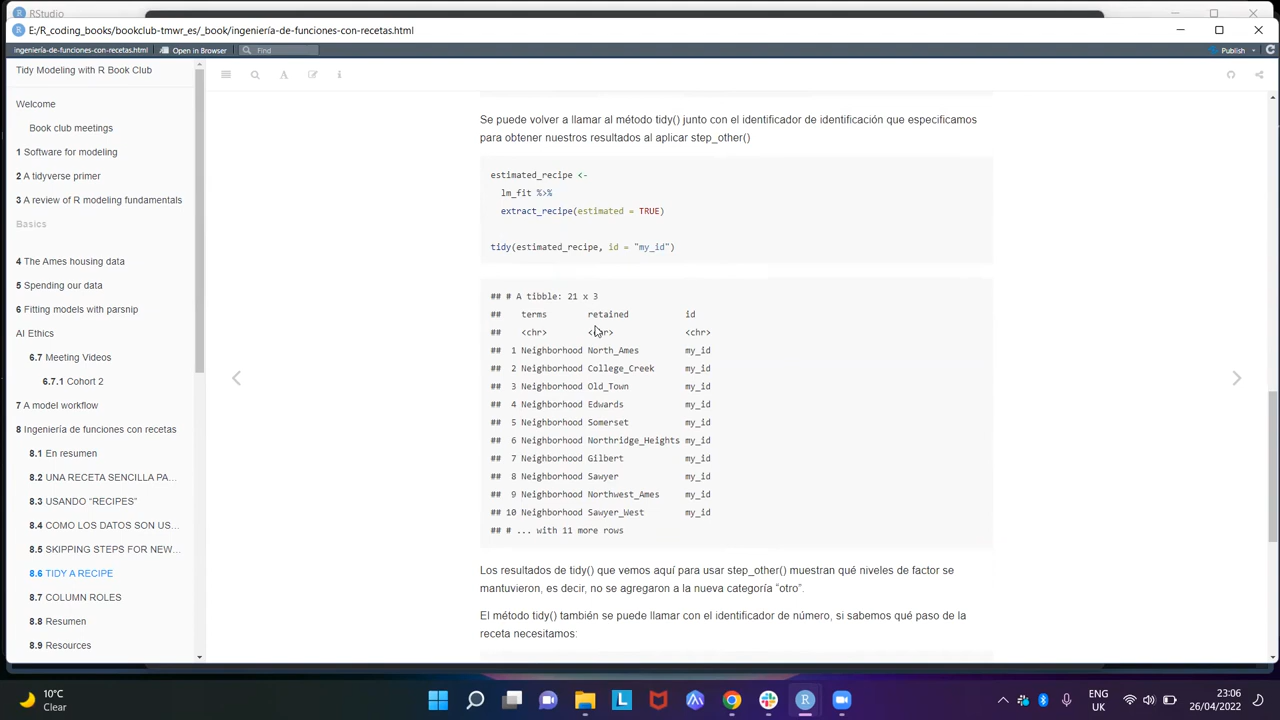 RStudio
E:/R_coding_books/bookclub-tmwr_es/_book/ingeniería-de-funciones-con-recetas.html
ingeniería-de-funciones-con-recetas.html
Open in Browser
Find
Publish
Tidy Modeling with R Book Club
Welcome
Book club meetings
1 Software for modeling
2 A tidyverse primer
3 A review of R modeling fundamentals
Basics
4 The Ames housing data
5 Spending our data
6 Fitting models with parsnip
AI Ethics
6.7 Meeting Videos
6.7.1 Cohort 2
7 A model workflow
8 Ingeniería de funciones con recetas
8.1 En resumen
8.2 UNA RECETA SENCILLA PA...
8.3 USANDO “RECIPES”
8.4 COMO LOS DATOS SON US...
8.5 SKIPPING STEPS FOR NEW...
8.6 TIDY A RECIPE
8.7 COLUMN ROLES
8.8 Resumen
8.9 Resources
Se puede volver a llamar al método tidy() junto con el identificador de identificación que especificamos
para obtener nuestros resultados al aplicar step_other()
estimated_recipe <-
lm_fit %>%
extract_recipe(estimated = TRUE)
tidy(estimated_recipe, id = "my_id")
## # A tibble: 21 x 3
## terms retained id
## <chr> <chr> <chr>
## 1 Neighborhood North_Ames my_id
## 2 Neighborhood College_Creek my_id
## 3 Neighborhood Old_Town my_id
## 4 Neighborhood Edwards my_id
## 5 Neighborhood Somerset my_id
## 6 Neighborhood Northridge_Heights my_id
## 7 Neighborhood Gilbert my_id
## 8 Neighborhood Sawyer my_id
## 9 Neighborhood Northwest_Ames my_id
## 10 Neighborhood Sawyer_West my_id
## # ... with 11 more rows
Los resultados de tidy() que vemos aquí para usar step_other() muestran qué niveles de factor se
mantuvieron, es decir, no se agregaron a la nueva categoría “otro”.
El método tidy() también se puede llamar con el identificador de número, si sabemos qué paso de la
receta necesitamos:
10°C
Clear
ENG
UK
23:06
26/04/2022